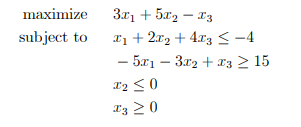 maximize 3x₁ + 5x₂ − x₃
subject to x₁ + 2x₂ + 4x₃ ≤ −4
− 5x₁ − 3x₂ + x₃ ≥ 15
x₂ ≤ 0
x₃ ≥ 0